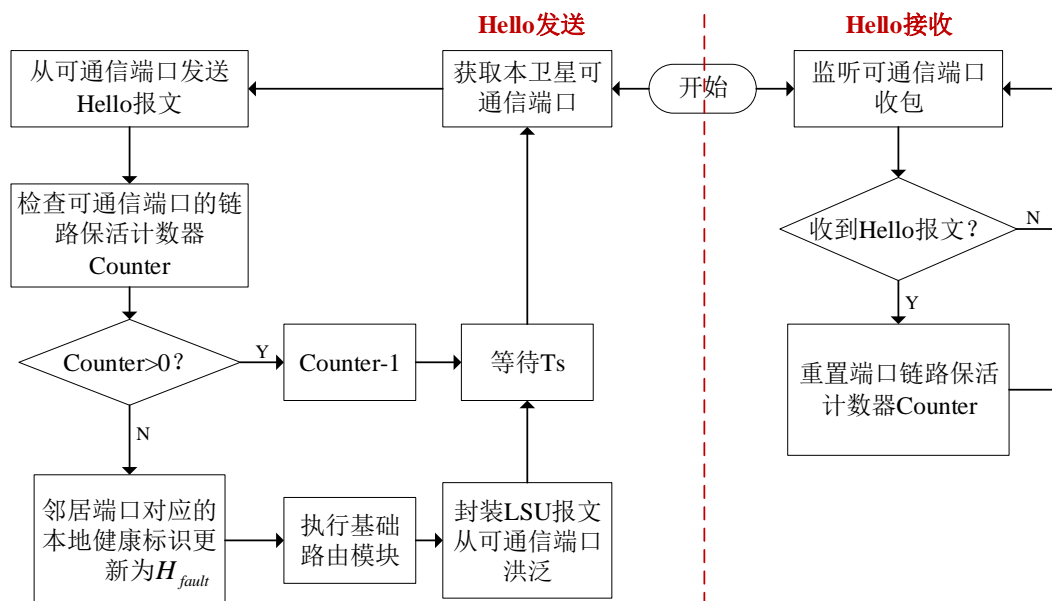 Hello发送
Hello接收
从可通信端口发送
Hello报文
获取本卫星可
通信端口
开始
监听可通信端口
收包
检查可通信端口的链
路保活计数器
Counter
收到Hello报文?
N
Y
Counter>0?
Y
Counter-1
等待Ts
重置端口链路保活
计数器Counter
N
邻居端口对应的
本地健康标识更
新为H_fault
执行基础
路由模块
封装LSU报文
从可通信端口
洪泛